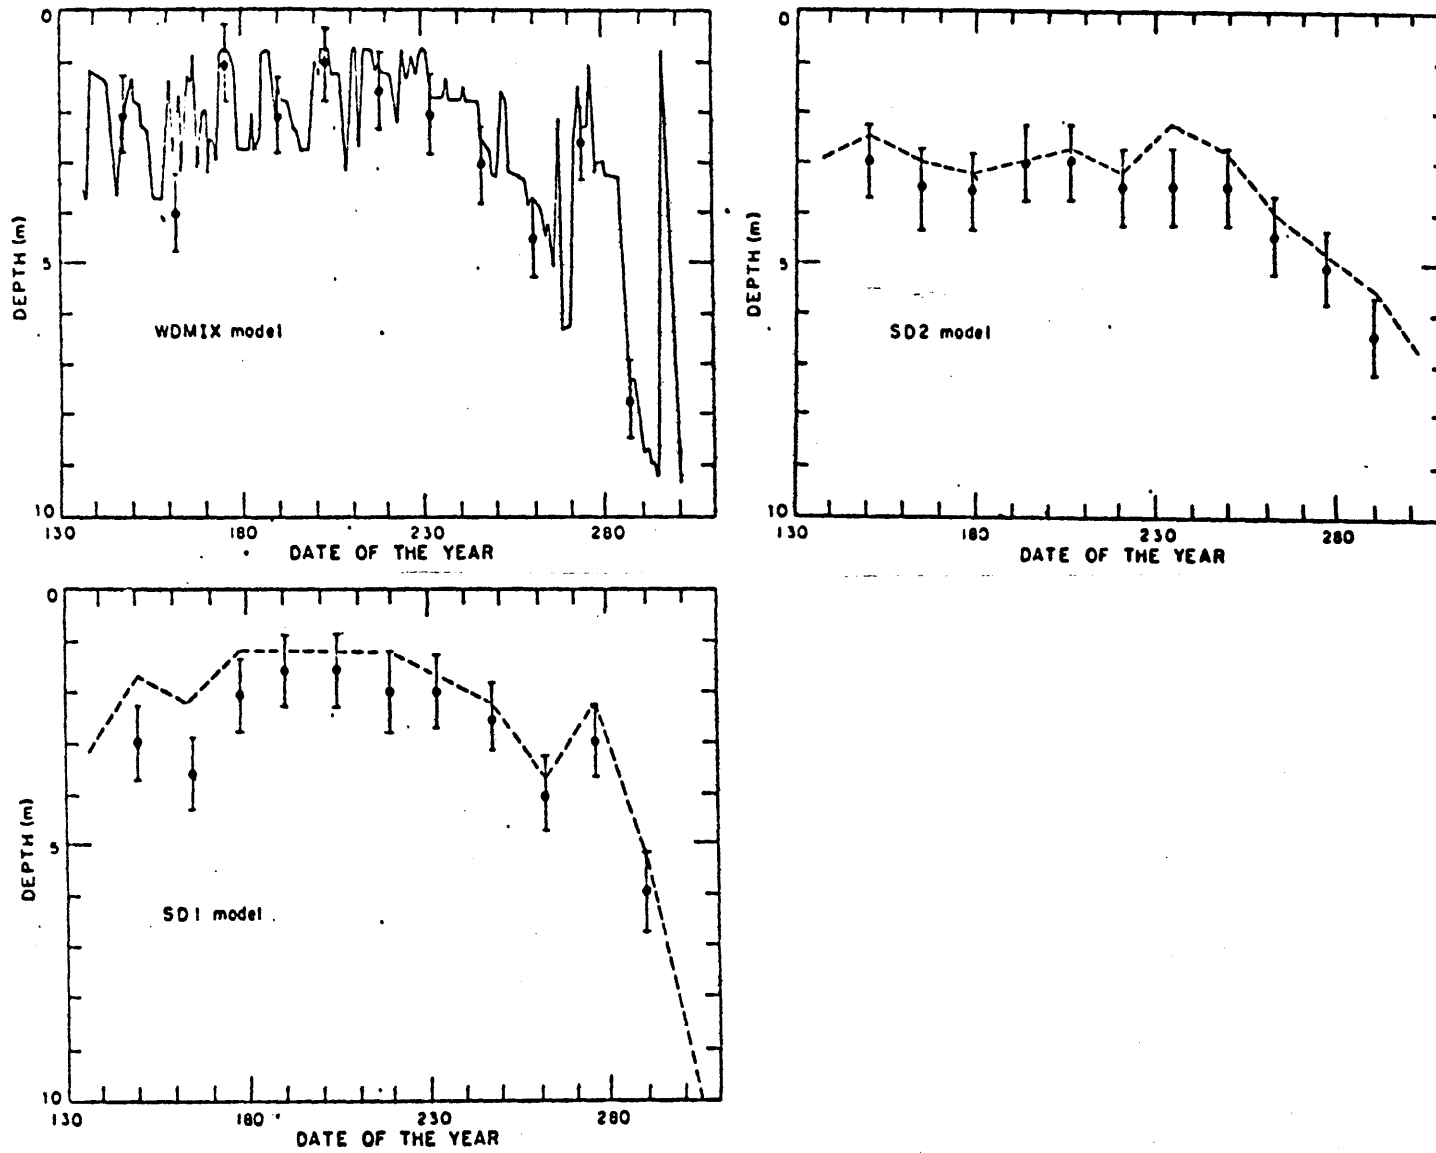 0
5
10
DEPTH (m)
WDMIX model
130 180 230 280
DATE OF THE YEAR
0
5
10
DEPTH (m)
SD2 model
130 180 230 280
DATE OF THE YEAR
0
5
10
DEPTH (m)
SD1 model
130 180 230 280
DATE OF THE YEAR